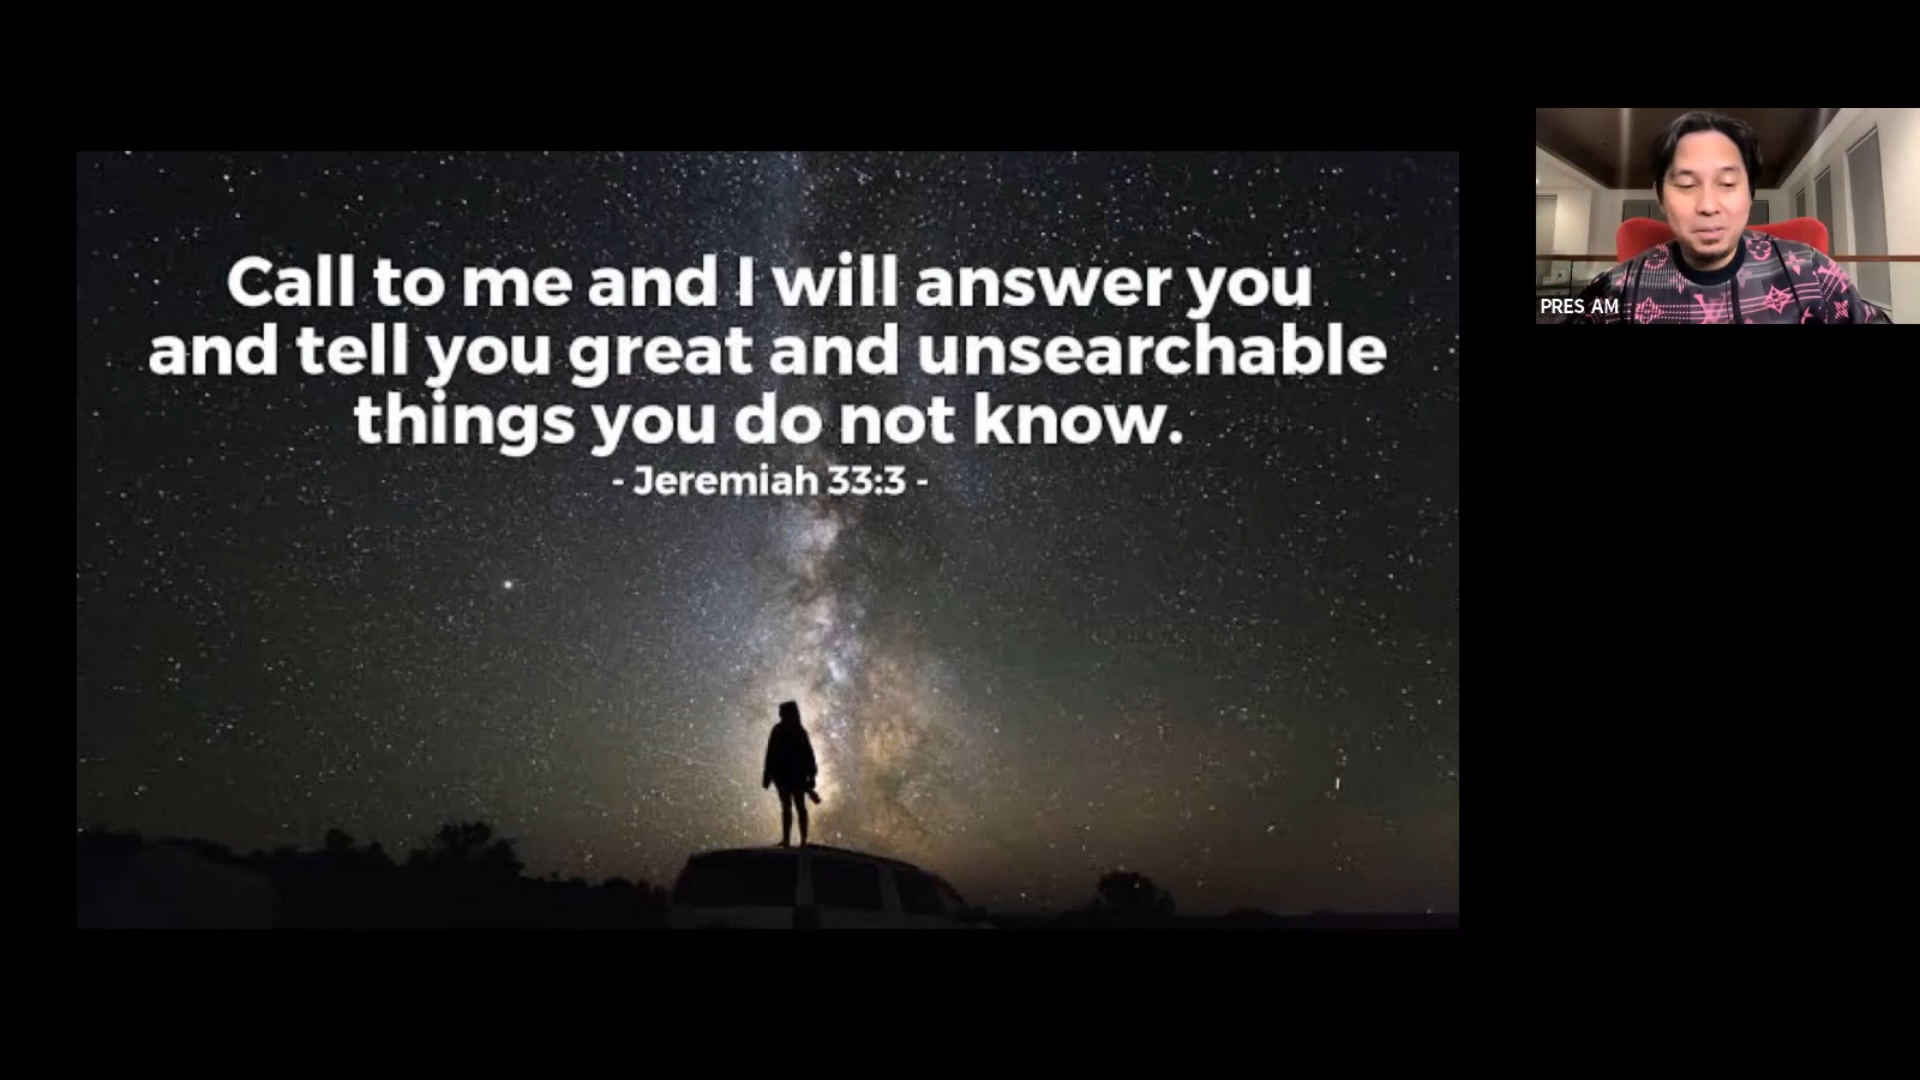 Call to me and I will answer you
and tell you great and unsearchable
things you do not know.
- Jeremiah 33:3 -
PRES AM